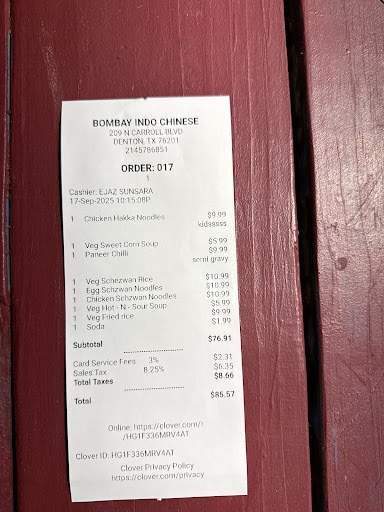 BOMBAY INDO CHINESE
209 N CARROLL BLVD
DENTON, TX 76201
2145786851
ORDER: 017
1
Cashier: EJAZ SUNSARA
17-Sep-2025 10:15:08P
1 Chicken Hakka Noodles $9.99
kidsssss
1 Veg Sweet Corn Soup $5.99
1 Paneer Chilli $9.99
semi gravy
1 Veg Schezwan Rice $10.99
1 Egg Schzwan Noodles $10.99
1 Chicken Schzwan Noodles $10.99
1 Veg Hot - N - Sour Soup $5.99
1 Veg Fried rice $9.99
1 Soda $1.99
Subtotal $76.91
Card Service Fees 3% $2.31
Sales Tax 8.25% $6.35
Total Taxes $8.66
Total $85.57
Online: https://clover.com/r
/HG1F336MRV4AT
Clover ID: HG1F336MRV4AT
Clover Privacy Policy
https://clover.com/privacy